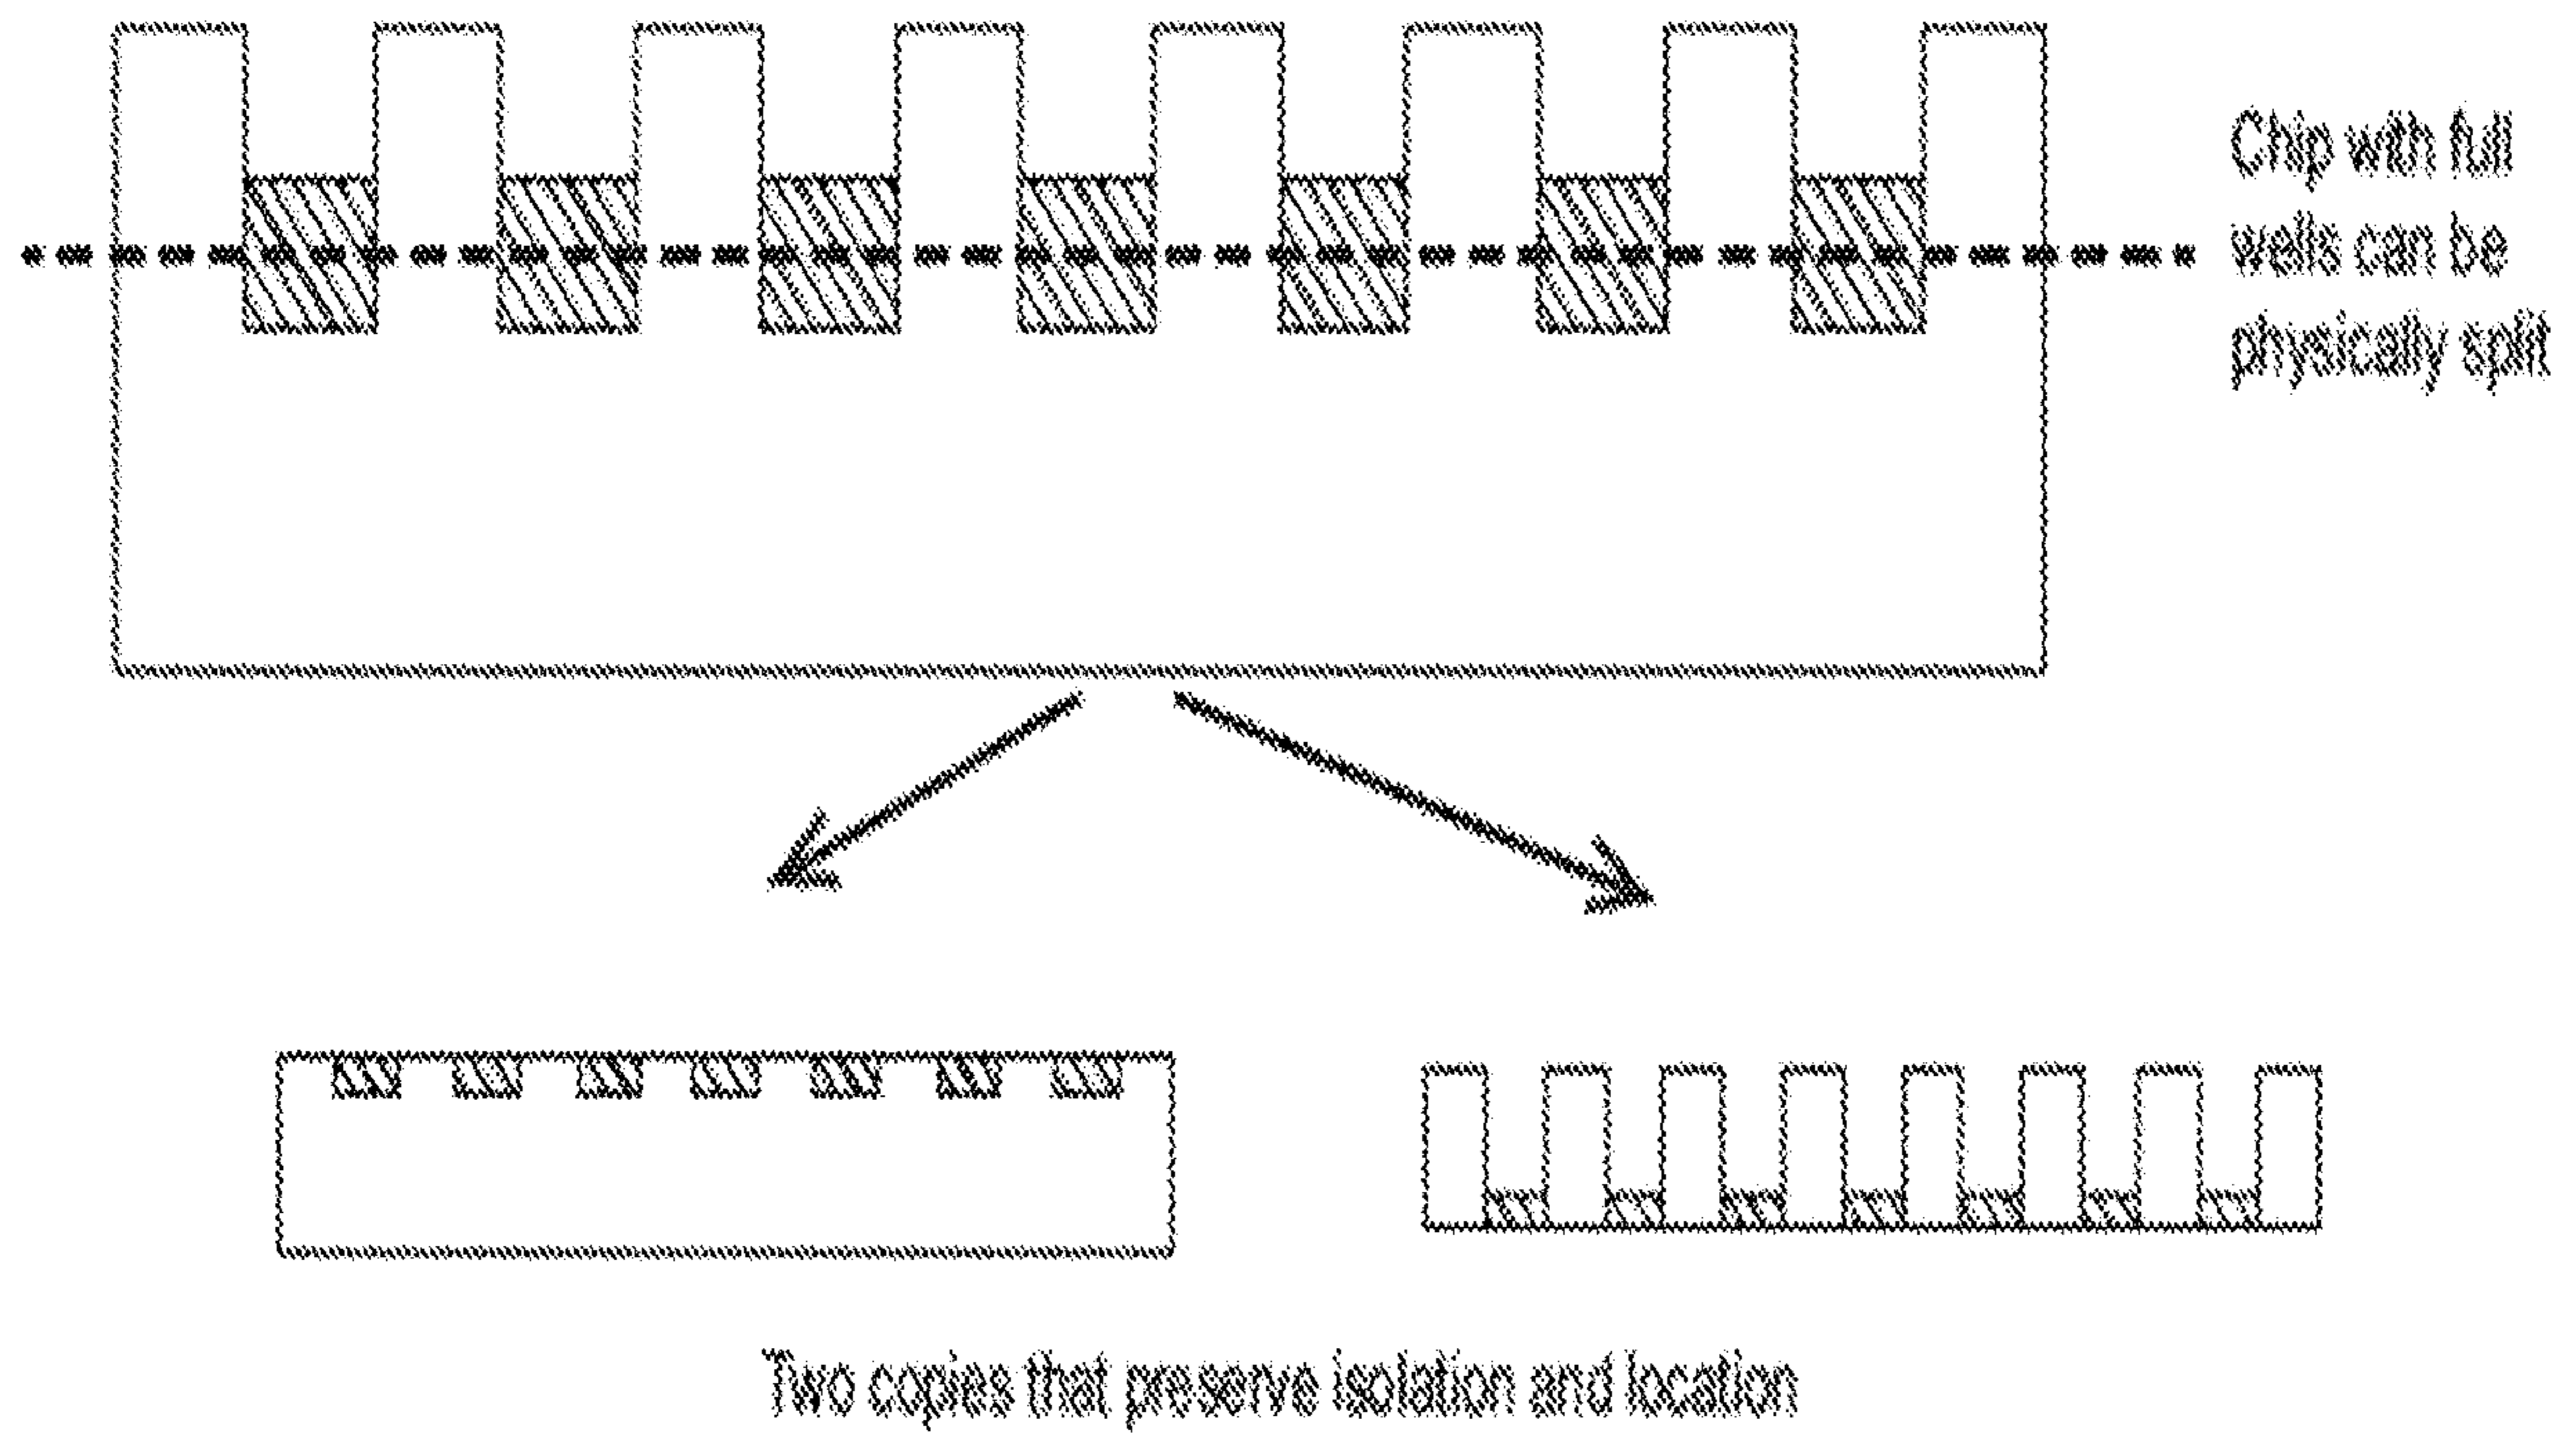 Chip with full
wells can be
physically split
Two copies that preserve isolation and location